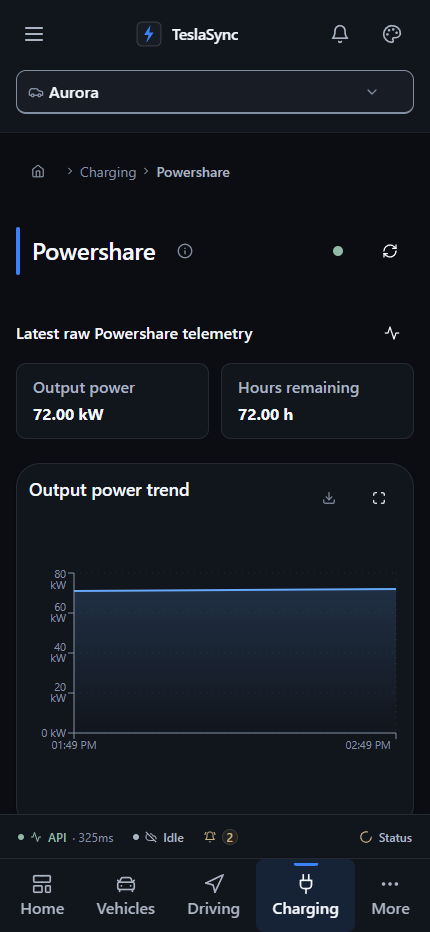 TeslaSync
Aurora
Charging
Powershare
Powershare
Latest raw Powershare telemetry
Output power
72.00 kW
Hours remaining
72.00 h
Output power trend
80
kW
60
kW
40
kW
20
kW
0 kW
01:49 PM
02:49 PM
API · 325ms
Idle
2
Status
Home
Vehicles
Driving
Charging
More